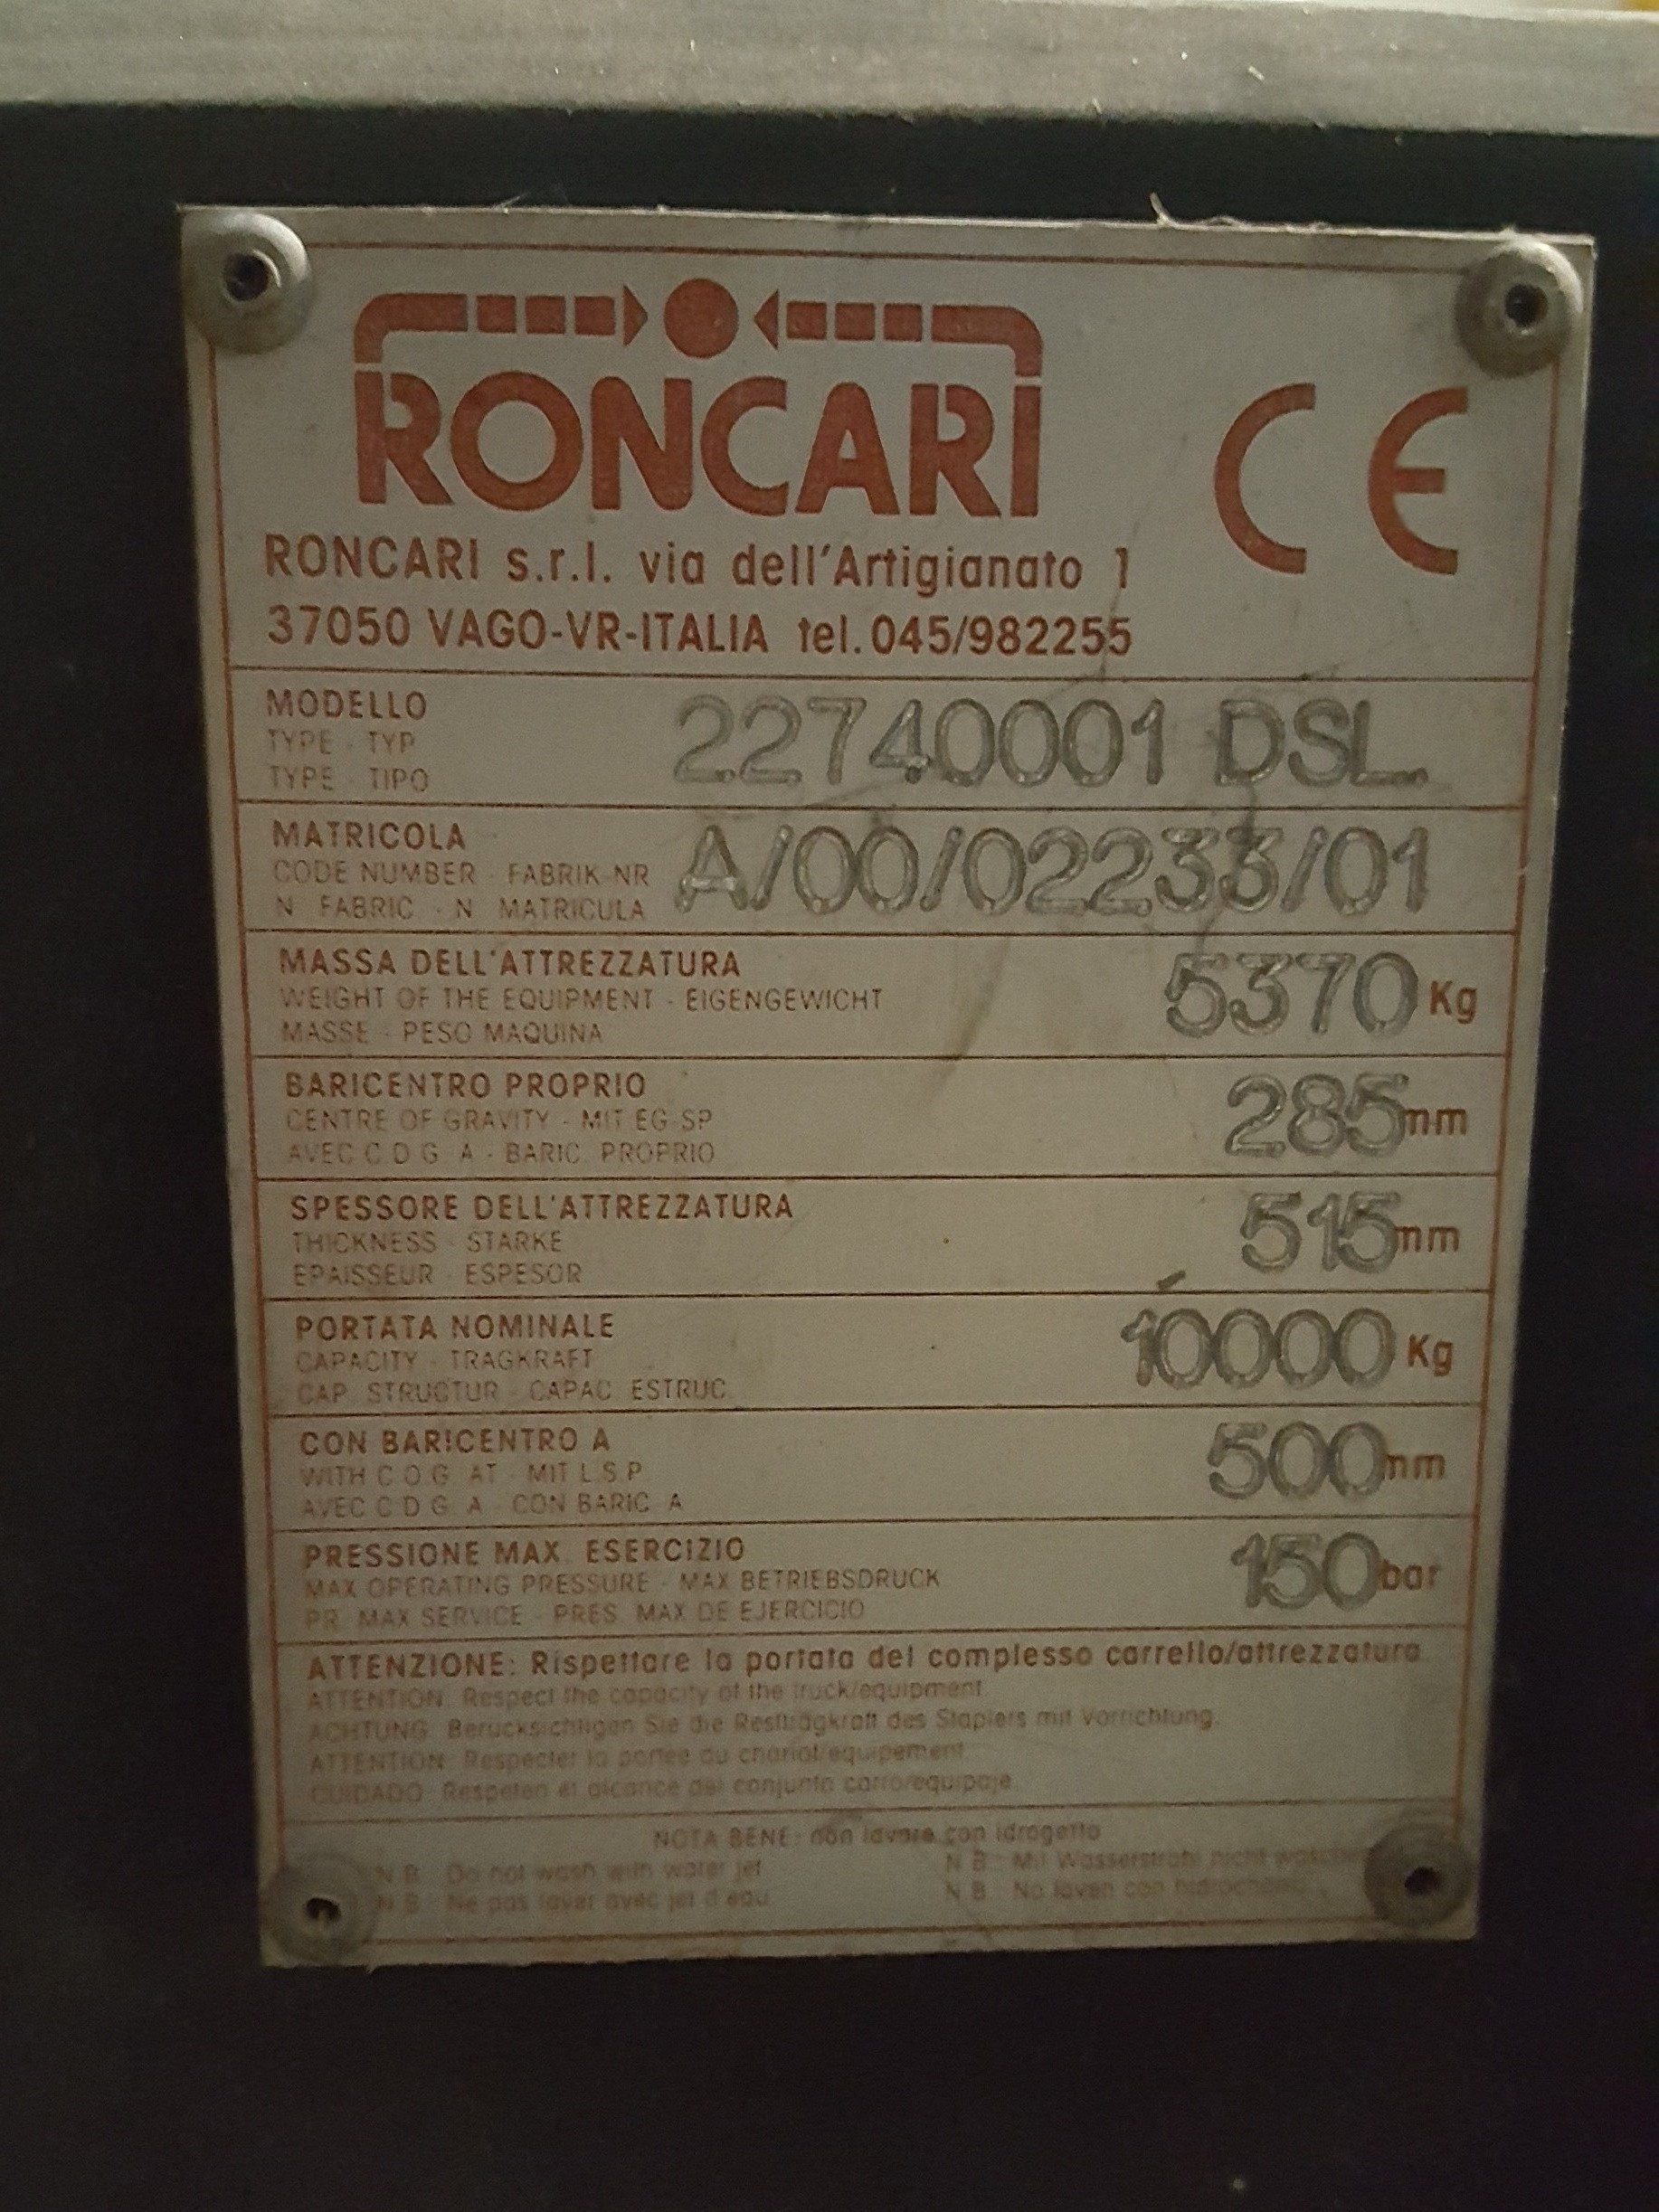 RONCARI
CE
RONCARI s.r.l. via dell'Artigianato 1
37050 VAGO-VR-ITALIA tel. 045/982255
MODELLO
TYPE - TYP
TYPE - TIPO
22740001 DSL
MATRICOLA
CODE NUMBER - FABRIK-NR
N FABRIC - N MATRICULA
A/00/02233/01
MASSA DELL'ATTREZZATURA
WEIGHT OF THE EQUIPMENT - EIGENGEWICHT
MASSE - PESO MAQUINA
5370 Kg
BARICENTRO PROPRIO
CENTRE OF GRAVITY - MIT EG-SP
AVEC C.D.G. A - BARIC. PROPRIO
285 mm
SPESSORE DELL'ATTREZZATURA
THICKNESS - STARKE
EPAISSEUR - ESPESOR
515 mm
PORTATA NOMINALE
CAPACITY - TRAGKRAFT
CAP. STRUCTUR - CAPAC. ESTRUC.
10000 Kg
CON BARICENTRO A
WITH C.O.G. AT - MIT L.S.P.
AVEC C.D.G. A - CON BARIC. A
500 mm
PRESSIONE MAX. ESERCIZIO
MAX OPERATING PRESSURE - MAX BETRIEBSDRUCK
PR. MAX SERVICE - PRES. MAX DE EJERCICIO
150 bar
ATTENZIONE: Rispettare la portata del complesso carrello/attrezzatura.
ATTENTION: Respect the capacity of the truck/equipment.
ACHTUNG: Berucksichtigen Sie die Resttragkraft des Staplers mit Vorrichtung.
ATTENTION: Respecter la portee du chariot/equipement.
CUIDADO: Respeten el alcance del conjunto carro/equipaje.
NOTA BENE: non lavare con idrogetto
N.B.: Do not wash with water jet
N.B.: Mit Wasserstrahl nicht
N.B.: Ne pas laver avec jet d'eau
N.B.: No laven con